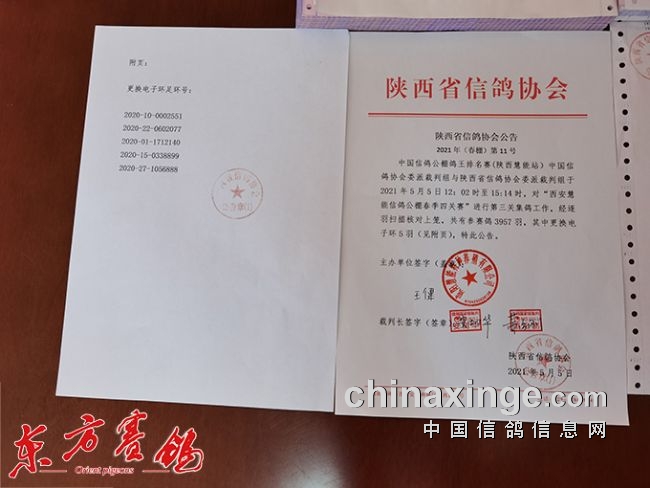 附页：
更换电子环足环号：
2020-10-0002551
2020-22-0602077
2020-01-1712140
2020-15-0338899
2020-27-1056888
陕西省信鸽协会
陕西省信鸽协会公告
2021年（春棚）第11号
中国信鸽公棚鸽王排名赛(陕西慧能站) 中国
信鸽协会委派裁判组与陕西省信鸽协会委派裁判组于
2021年5月5日12：02时至15:14时，对“西安慧
能信鸽公棚春季四关赛”进行第三关集鸽工作，经逐
羽扫描核对上笼，共有参赛鸽3957羽，其中更换电
子环5羽（见附页），特此公告。
主办单位签字（盖
裁判长签字（签章
陕西省信鸽协会
2021年5月5日
chinaxinge.com
中国信鸽信息网
东方赛鸽
Orient pigeons